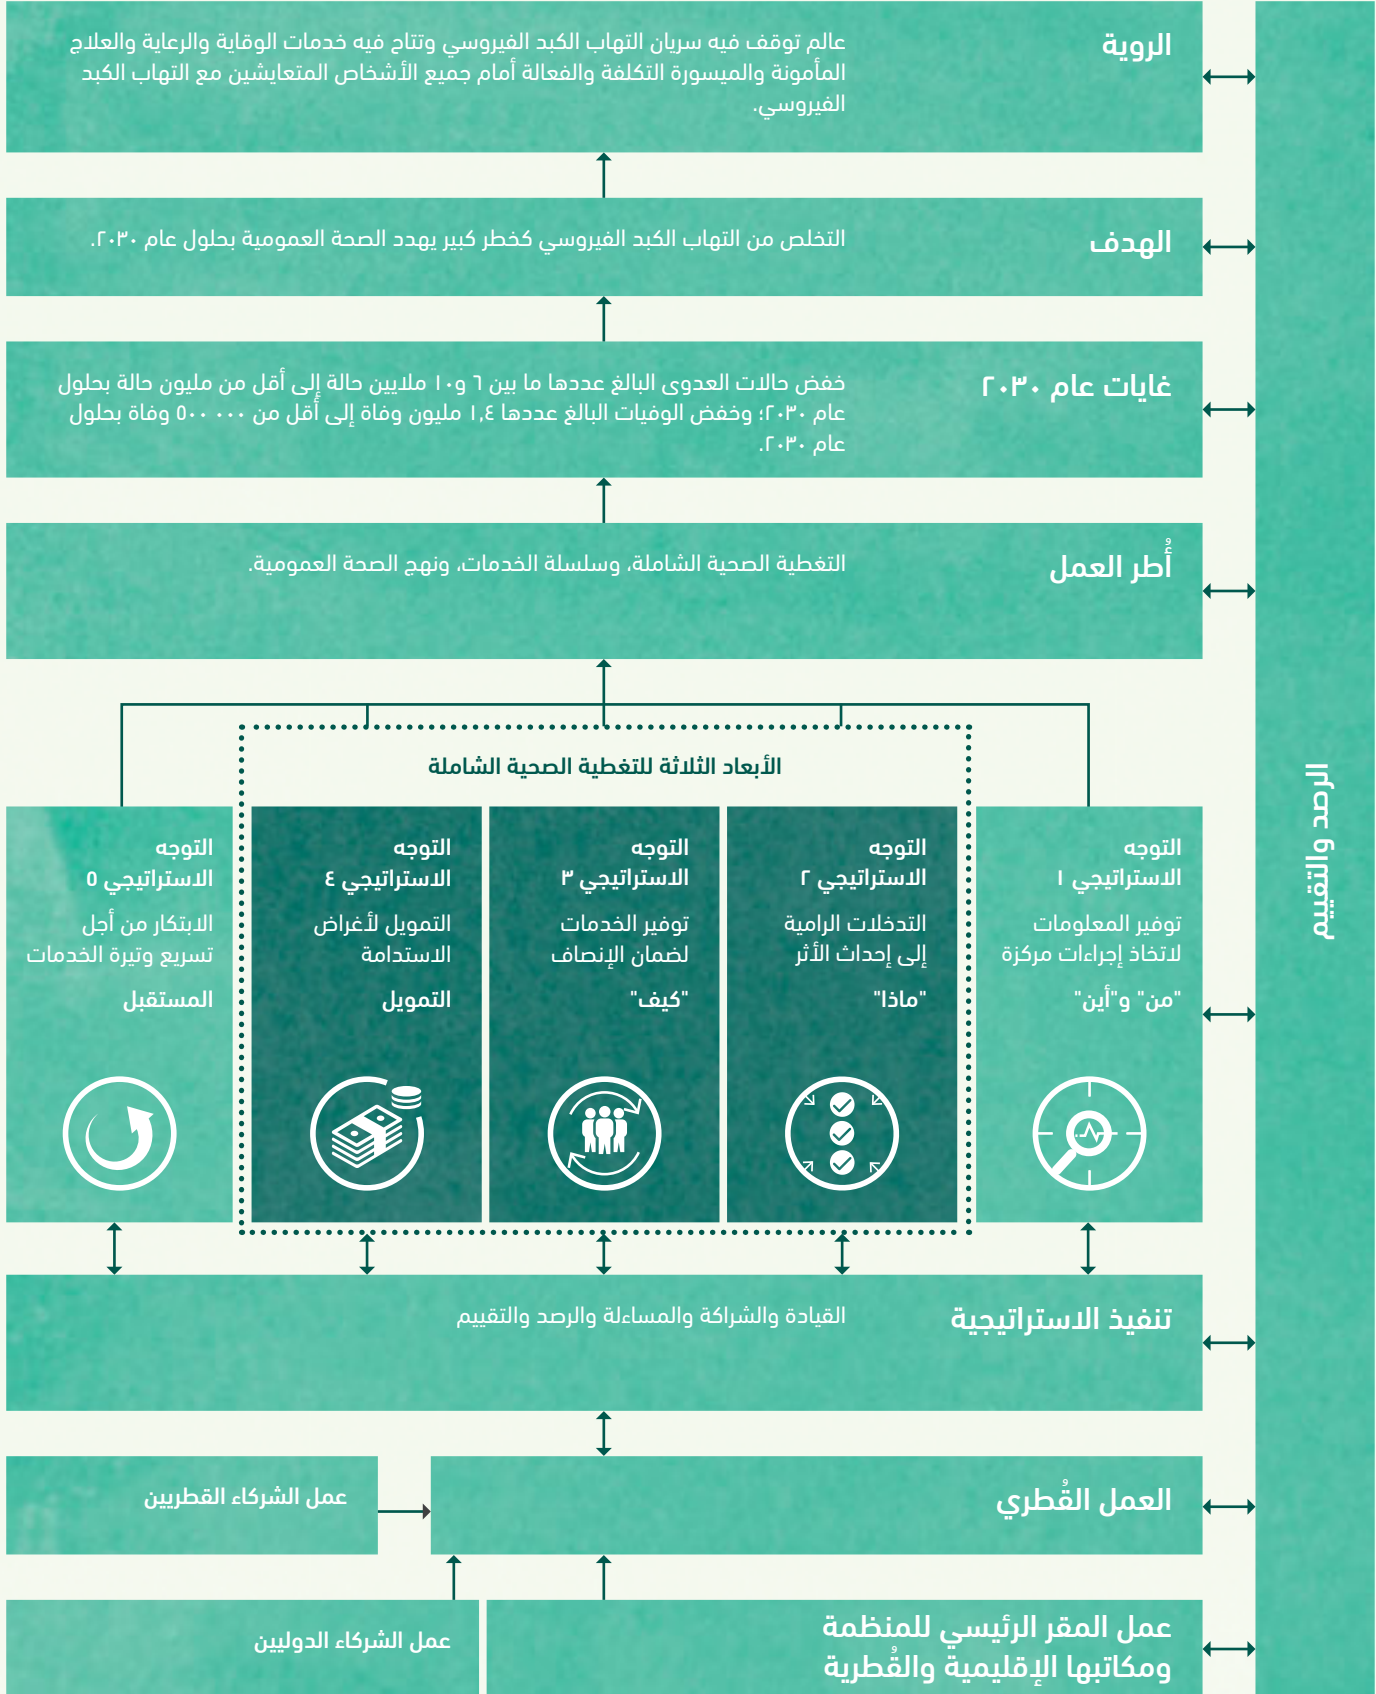 الروية
عالم توقف فيه سريان التهاب الكبد الفيروسي وتتاح فيه خدمات الوقاية والرعاية والعلاج
المأمونة والميسورة التكلفة والفعالة أمام جميع الأشخاص المتعايشين مع التهاب الكبد
الفيروسي.
الهدف
التخلص من التهاب الكبد الفيروسي كخطر كبير يهدد الصحة العمومية بحلول عام ٢٠٣٠.
غايات عام ٢٠٣٠
خفض حالات العدوى البالغ عددها ما بين ٦ و١٠ ملايين حالة إلى أقل من مليون حالة بحلول
عام ٢٠٣٠؛ وخفض الوفيات البالغ عددها ١,٤ مليون وفاة إلى أقل من ٠٠٠ ٥٠٠ وفاة بحلول
عام ٢٠٣٠.
أُطر العمل
التغطية الصحية الشاملة، وسلسلة الخدمات، ونهج الصحة العمومية.
الأبعاد الثلاثة للتغطية الصحية الشاملة
التوجه
الاستراتيجي ١
توفير المعلومات
لاتخاذ إجراءات مركزة
"من" و"أين"
التوجه
الاستراتيجي ٢
التدخلات الرامية
إلى إحداث الأثر
"ماذا"
التوجه
الاستراتيجي ٣
توفير الخدمات
لضمان الإنصاف
"كيف"
التوجه
الاستراتيجي ٤
التمويل لأغراض
الاستدامة
التمويل
التوجه
الاستراتيجي ٥
الابتكار من أجل
تسريع وتيرة الخدمات
المستقبل
تنفيذ الاستراتيجية
القيادة والشراكة والمساءلة والرصد والتقييم
العمل القُطري
عمل الشركاء القطريين
عمل المقر الرئيسي للمنظمة
ومكاتبها الإقليمية والقُطرية
عمل الشركاء الدوليين
الرصد والتقييم